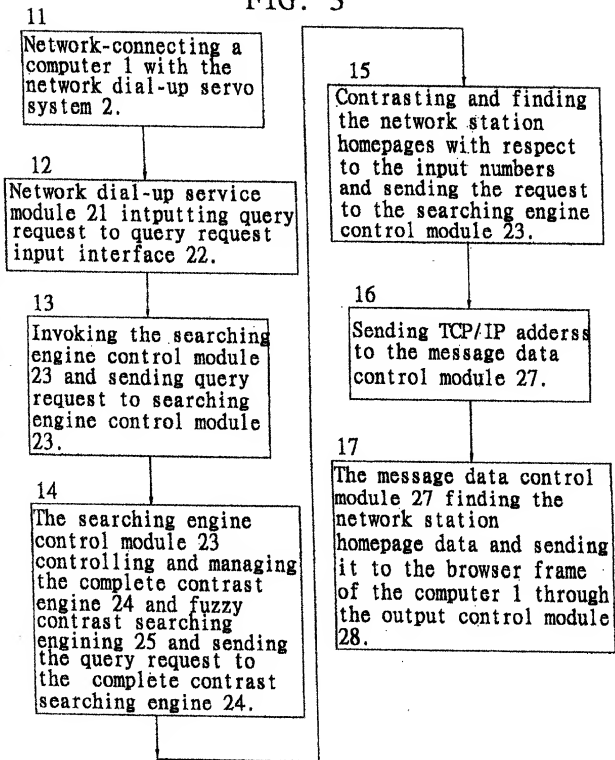 FIG. 3
11
Network-connecting a
computer 1 with the
network dial-up servo
system 2.
12
Network dial-up service
module 21 intputting query
request to query request
input interface 22.
13
Invoking the searching
engine control module
23 and sending query
request to searching
engine control module
23.
14
The searching engine
control module 23
controlling and managing
the complete contrast
engine 24 and fuzzy
contrast searching
engining 25 and sending
the query request to
the complete contrast
searching engine 24.
15
Contrasting and finding
the network station
homepages with respect
to the input numbers
and sending the request
to the searching engine
control module 23.
16
Sending TCP/IP aderss
to the message data
control module 27.
17
The message data control
module 27 finding the
network station
homepage data and sending
it to the browser frame
of the computer 1 through
the output control module
28.